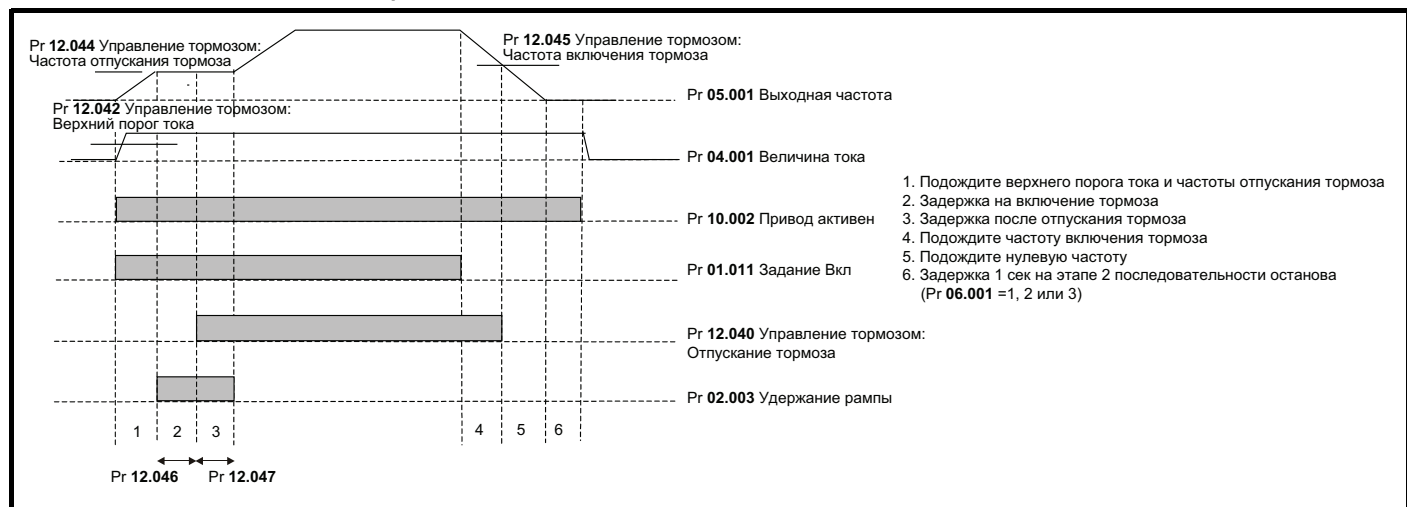 Pr 12.044 Управление тормозом:
Частота отпускания тормоза
Pr 12.045 Управление тормозом:
Частота включения тормоза
Pr 05.001 Выходная частота
Pr 12.042 Управление тормозом:
Верхний порог тока
Pr 04.001 Величина тока
1. Подождите верхнего порога тока и частоты отпускания тормоза
2. Задержка на включение тормоза
3. Задержка после отпускания тормоза
4. Подождите частоту включения тормоза
5. Подождите нулевую частоту
6. Задержка 1 сек на этапе 2 последовательности останова
(Pr 06.001 =1, 2 или 3)
Pr 10.002 Привод активен
Pr 01.011 Задание Вкл
Pr 12.040 Управление тормозом:
Отпускание тормоза
Pr 02.003 Удержание рампы
1 2 3 4 5 6
Pr 12.046 Pr 12.047